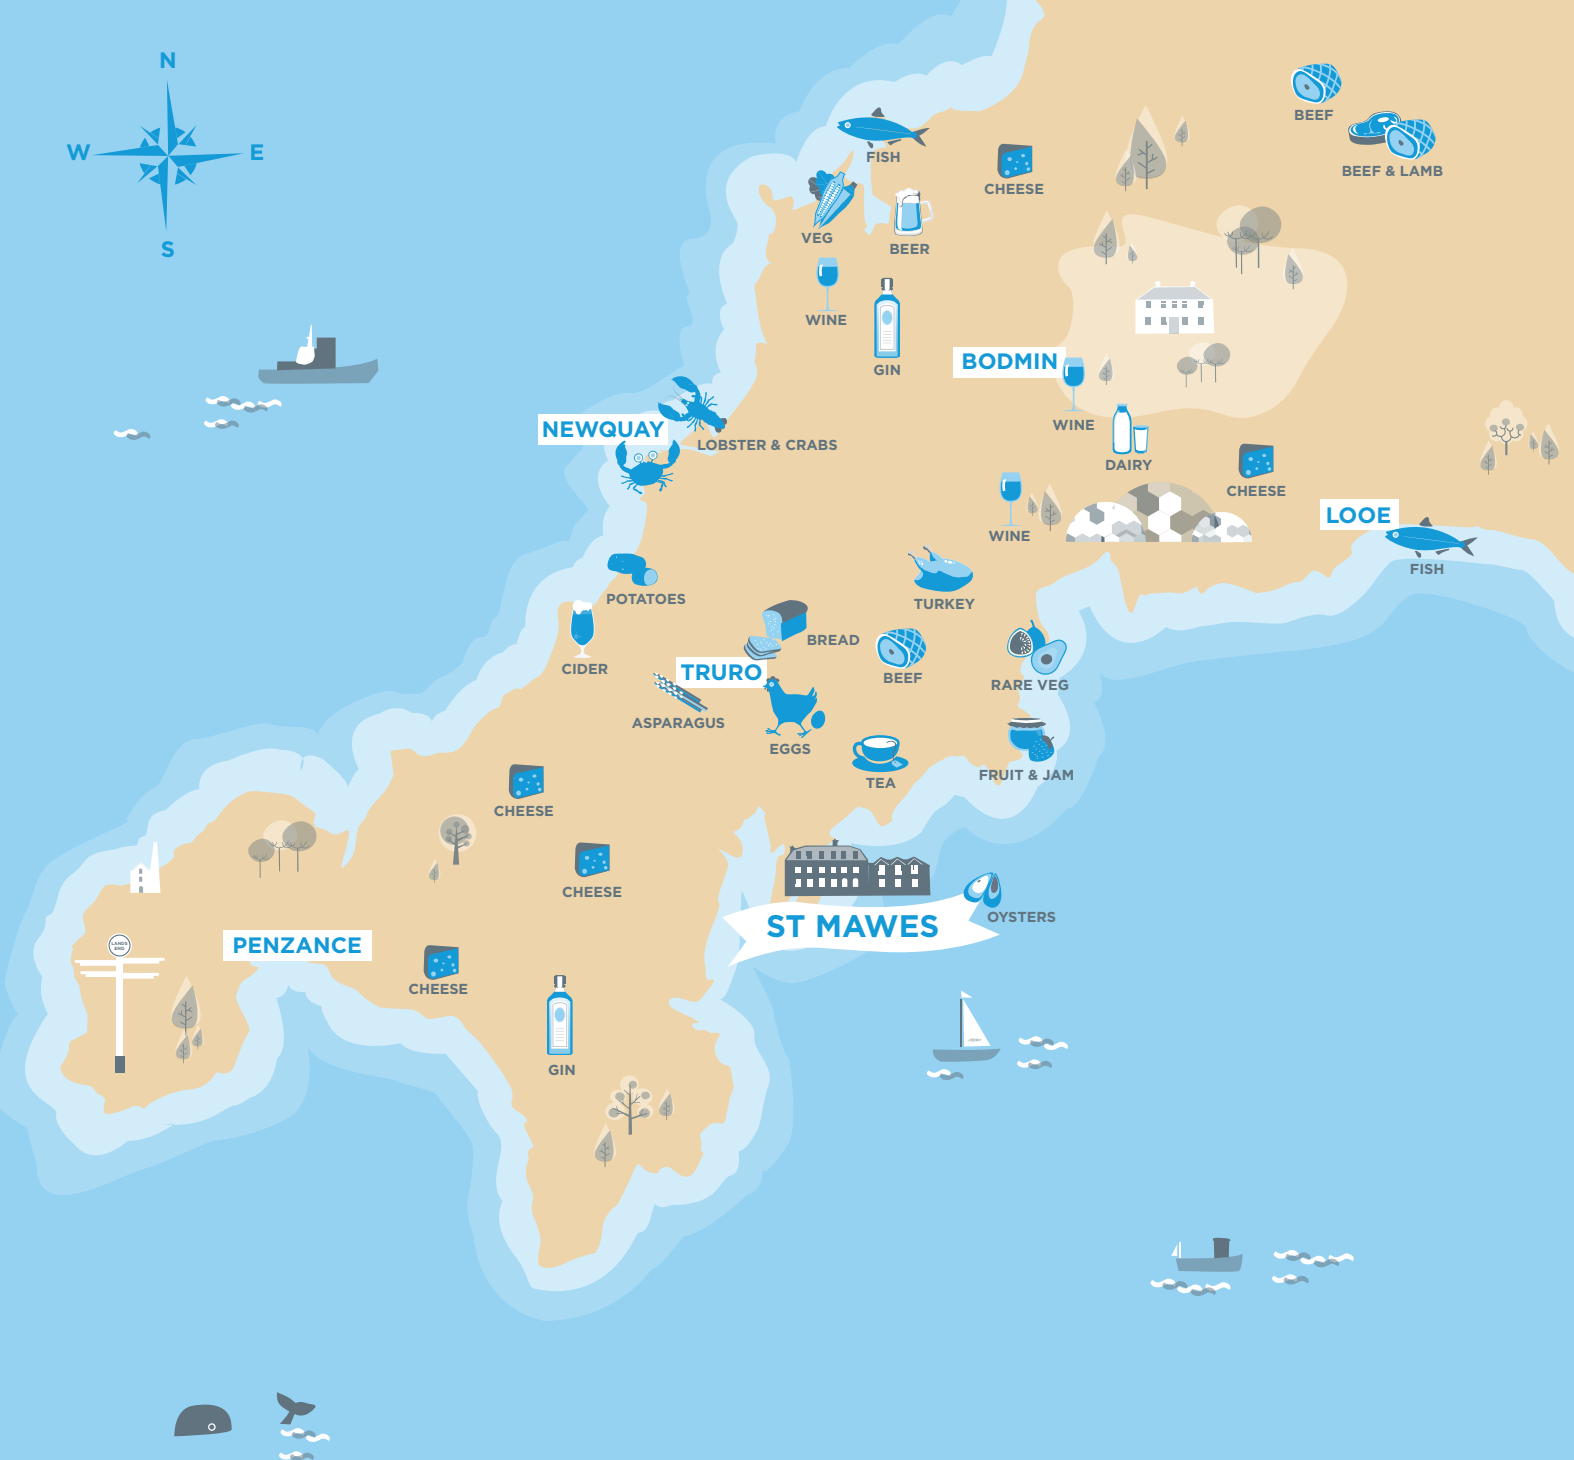 N
W
E
S
BEEF
BEEF & LAMB
FISH
CHEESE
VEG
BEER
WINE
GIN
BODMIN
WINE
NEWQUAY
LOBSTER & CRABS
DAIRY
CHEESE
WINE
LOOE
FISH
POTATOES
TURKEY
CIDER
BREAD
TRURO
BEEF
RARE VEG
ASPARAGUS
EGGS
TEA
FRUIT & JAM
CHEESE
CHEESE
OYSTERS
ST MAWES
LANDS
END
PENZANCE
CHEESE
GIN